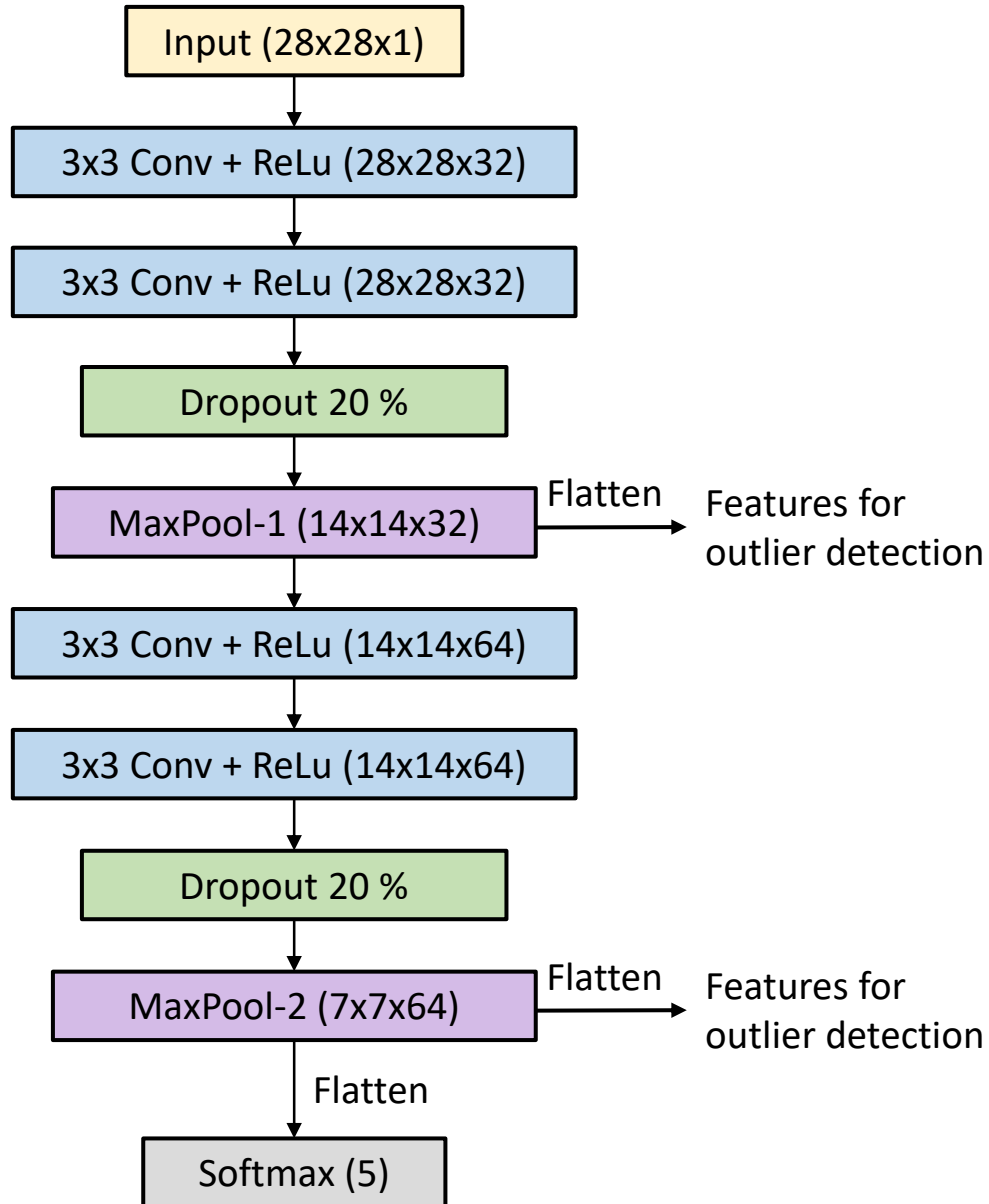 Input (28x28x1)
3x3 Conv + ReLu (28x28x32)
3x3 Conv + ReLu (28x28x32)
Dropout 20 %
MaxPool-1 (14x14x32)
Flatten
Features for
outlier detection
3x3 Conv + ReLu (14x14x64)
3x3 Conv + ReLu (14x14x64)
Dropout 20 %
MaxPool-2 (7x7x64)
Flatten
Features for
outlier detection
Flatten
Softmax (5)